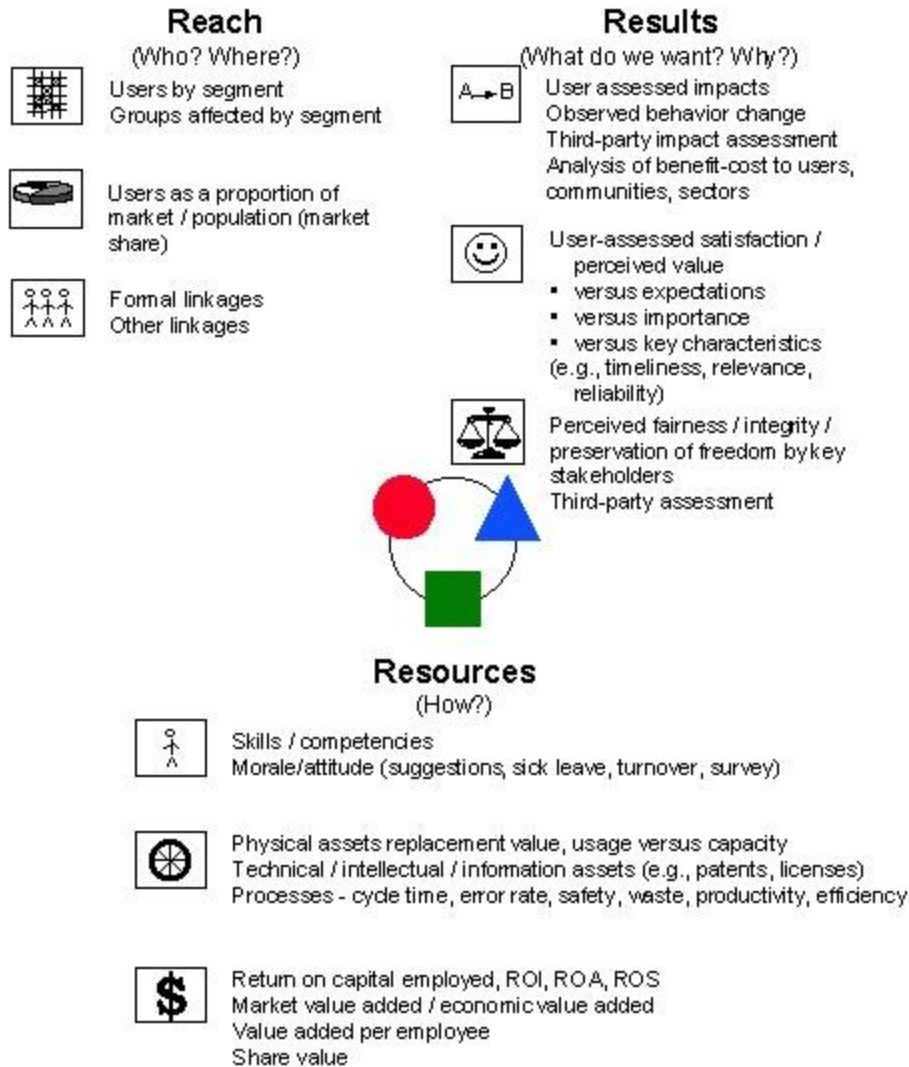 Reach
(Who? Where?)
Users by segment
Groups affected by segment
Users as a proportion of
market / population (market
share)
Formal linkages
Other linkages
Results
(What do we want? Why?)
A B
User assessed impacts
Observed behavior change
Third-party impact assessment
Analysis of benefit-cost to users,
communities, sectors
User-assessed satisfaction /
perceived value
▪ versus expectations
▪ versus importance
▪ versus key characteristics
(e.g., timeliness, relevance,
reliability)
Perceived fairness / integrity /
preservation of freedom by key
stakeholders
Third-party assessment
Resources
(How?)
Skills / competencies
Morale/attitude (suggestions, sick leave, turnover, survey)
Physical assets replacement value, usage versus capacity
Technical / intellectual / information assets (e.g., patents, licenses)
Processes - cycle time, error rate, safety, waste, productivity, efficiency
$
Return on capital employed, ROI, ROA, ROS
Market value added / economic value added
Value added per employee
Share value